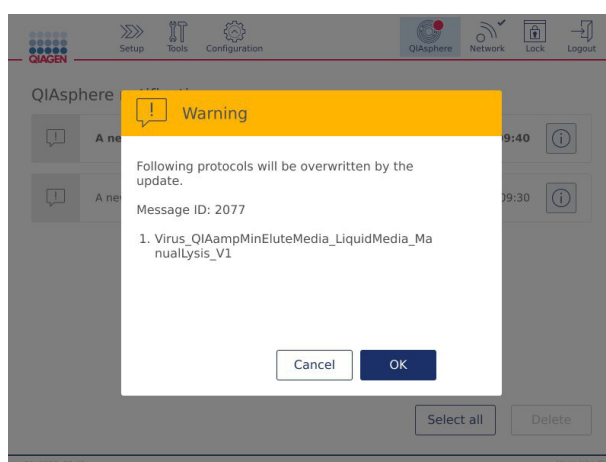 Setup
Tools
Configuration
QIAsphere
Network
Lock
Logout
QIAGEN
QIAsphere
Warning
A ne 9:40
Following protocols will be overwritten by the
update.
A ne 09:30
Message ID: 2077
1. Virus_QIAampMinEluteMedia_LiquidMedia_Ma
nualLysis_V1
Cancel
OK
Select all
Delete